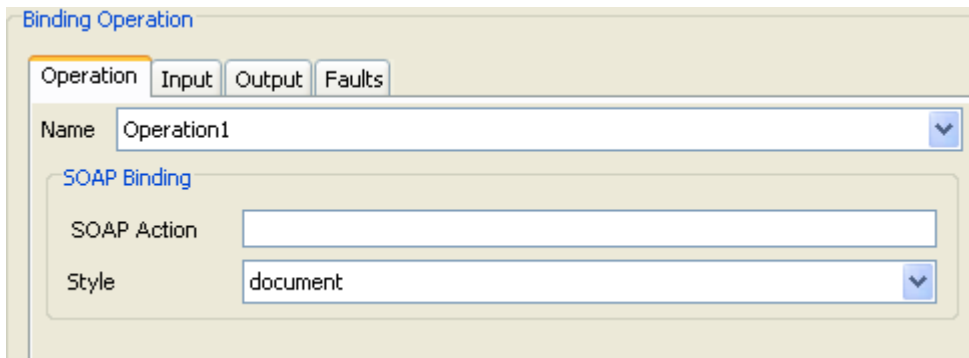 Binding Operation
Operation Input Output Faults
Name Operation1
SOAP Binding
SOAP Action
Style document